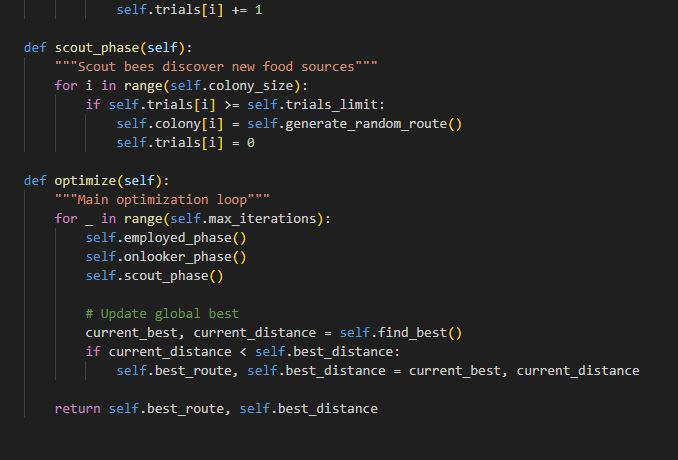 self.trials[i] += 1

def scout_phase(self):
    """Scout bees discover new food sources"""
    for i in range(self.colony_size):
        if self.trials[i] >= self.trials_limit:
            self.colony[i] = self.generate_random_route()
            self.trials[i] = 0

def optimize(self):
    """Main optimization loop"""
    for _ in range(self.max_iterations):
        self.employed_phase()
        self.onlooker_phase()
        self.scout_phase()

        # Update global best
        current_best, current_distance = self.find_best()
        if current_distance < self.best_distance:
            self.best_route, self.best_distance = current_best, current_distance

    return self.best_route, self.best_distance